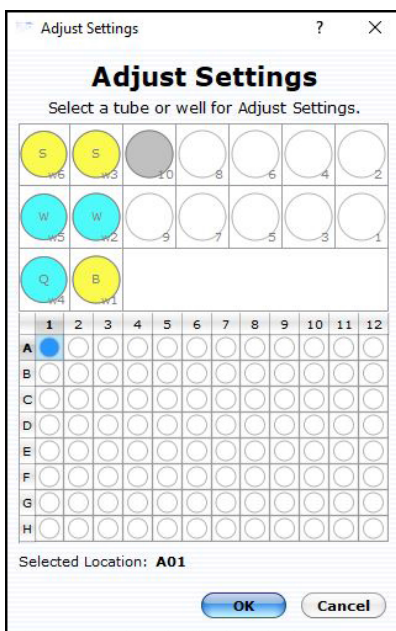 Adjust Settings ? X
Adjust Settings
Select a tube or well for Adjust Settings.
S S
w6 w3 10 8 6 4 2
W W
w5 w2 9 7 5 3 1
Q B
w4 w1
1 2 3 4 5 6 7 8 9 10 11 12
A
B
C
D
E
F
G
H
Selected Location: A01
OK Cancel